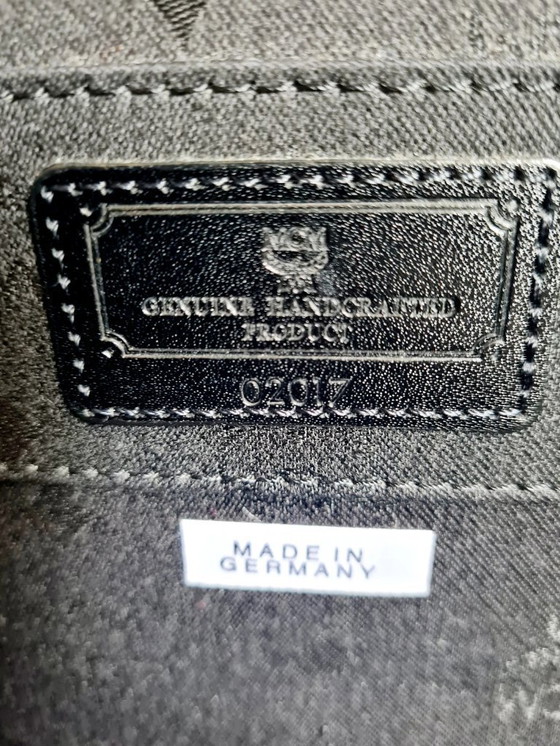 MCM
GENUINE HANDCRAFTED
PRODUCT
02017
MADE IN
GERMANY